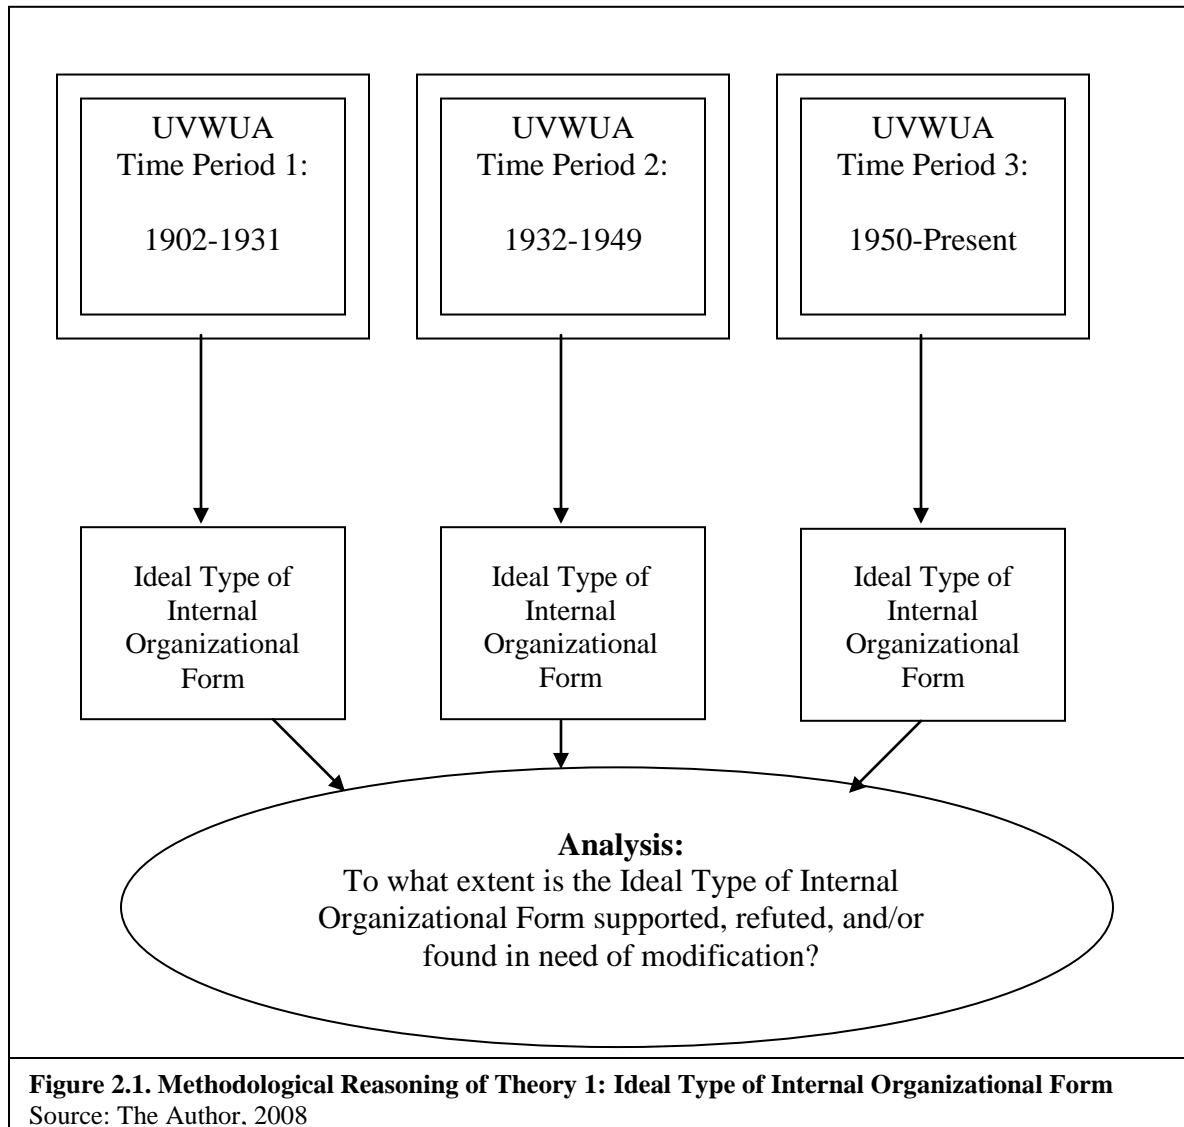 UVWUA
Time Period 1:
1902-1931
UVWUA
Time Period 2:
1932-1949
UVWUA
Time Period 3:
1950-Present
Ideal Type of
Internal
Organizational
Form
Ideal Type of
Internal
Organizational
Form
Ideal Type of
Internal
Organizational
Form
Analysis:
To what extent is the Ideal Type of Internal
Organizational Form supported, refuted, and/or
found in need of modification?
Figure 2.1. Methodological Reasoning of Theory 1: Ideal Type of Internal Organizational Form
Source: The Author, 2008